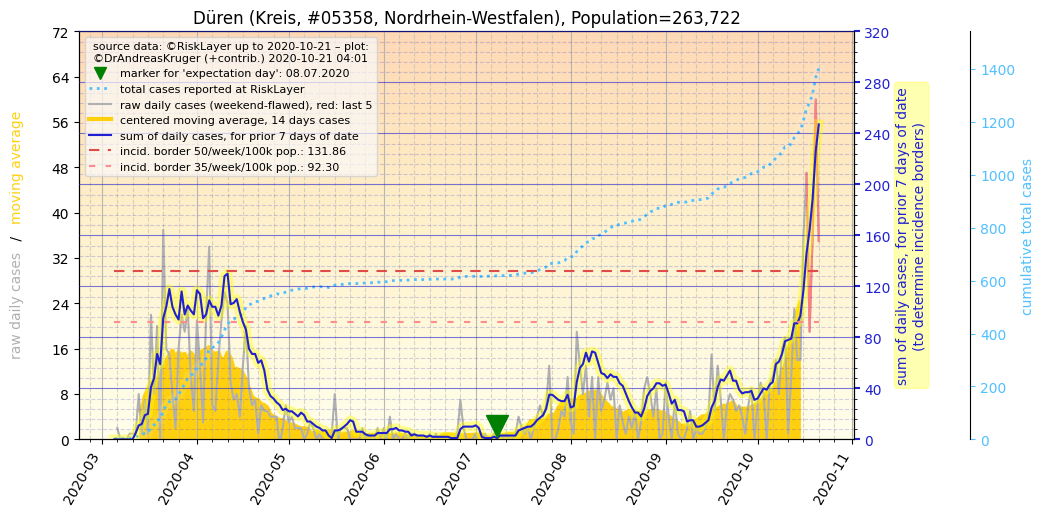 Düren (Kreis, #05358, Nordrhein-Westfalen), Population=263,722
source data: ©RiskLayer up to 2020-10-21 – plot:
©DrAndreasKruger (+contrib.) 2020-10-21 04:01
marker for 'expectation day': 08.07.2020
total cases reported at RiskLayer
raw daily cases (weekend-flawed), red: last 5
centered moving average, 14 days cases
sum of daily cases, for prior 7 days of date
incid. border 50/week/100k pop.: 131.86
incid. border 35/week/100k pop.: 92.30
raw daily cases / moving average
72
64
56
48
40
32
24
16
8
0
2020-03
2020-04
2020-05
2020-06
2020-07
2020-08
2020-09
2020-10
2020-11
320
280
240
200
160
120
80
40
0
sum of daily cases, for prior 7 days of date
(to determine incidence borders)
1400
1200
1000
800
600
400
200
0
cumulative total cases